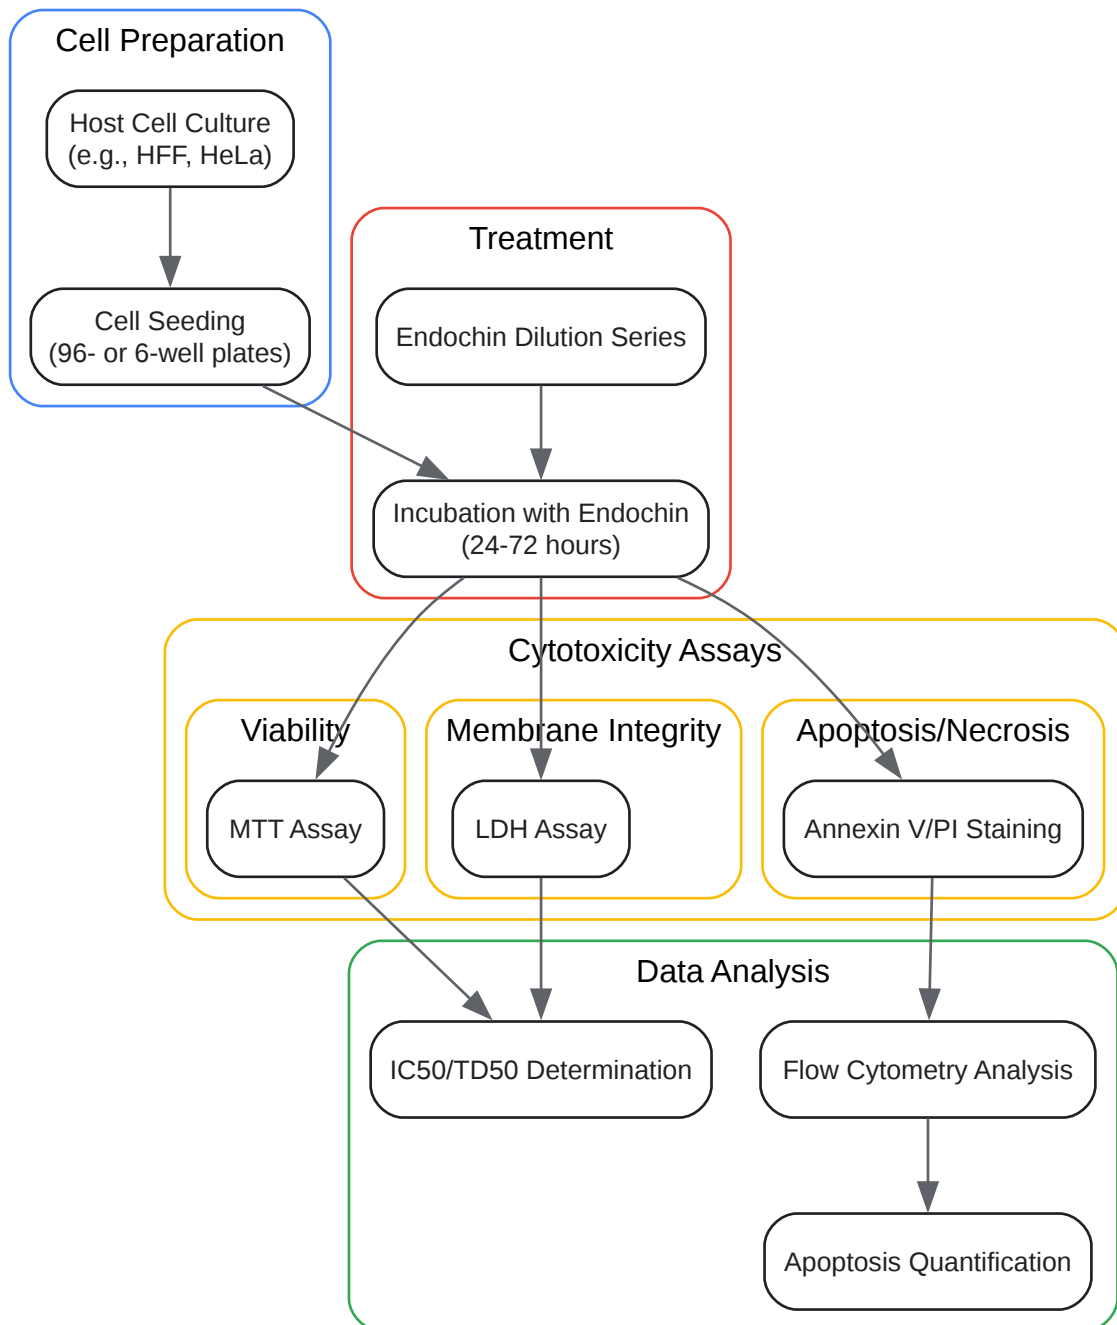 Cell Preparation
Host Cell Culture
(e.g., HFF, HeLa)
Cell Seeding
(96- or 6-well plates)
Treatment
Endochin Dilution Series
Incubation with Endochin
(24-72 hours)
Cytotoxicity Assays
Viability
MTT Assay
Membrane Integrity
LDH Assay
Apoptosis/Necrosis
Annexin V/PI Staining
Data Analysis
IC50/TD50 Determination
Flow Cytometry Analysis
Apoptosis Quantification